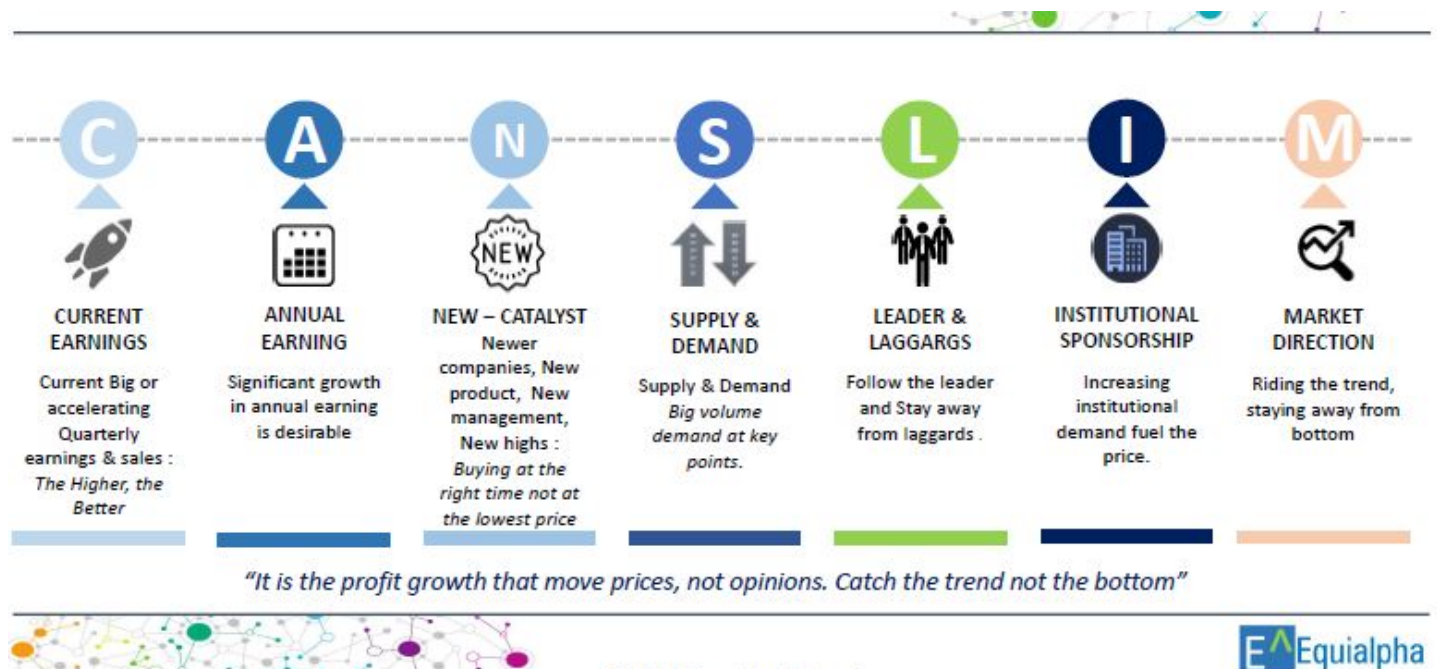 C A N S L I M
NEW
CURRENT
EARNINGS
Current Big or
accelerating
Quarterly
earnings & sales :
The Higher, the
Better
ANNUAL
EARNING
Significant growth
in annual earning
is desirable
NEW – CATALYST
Newer
companies, New
product, New
management,
New highs :
Buying at the
right time not at
the lowest price
SUPPLY &
DEMAND
Supply & Demand
Big volume
demand at key
points.
LEADER &
LAGGARGS
Follow the leader
and Stay away
from laggards .
INSTITUTIONAL
SPONSORSHIP
Increasing
institutional
demand fuel the
price.
MARKET
DIRECTION
Riding the trend,
staying away from
bottom
“It is the profit growth that move prices, not opinions. Catch the trend not the bottom”
E^ Equialpha